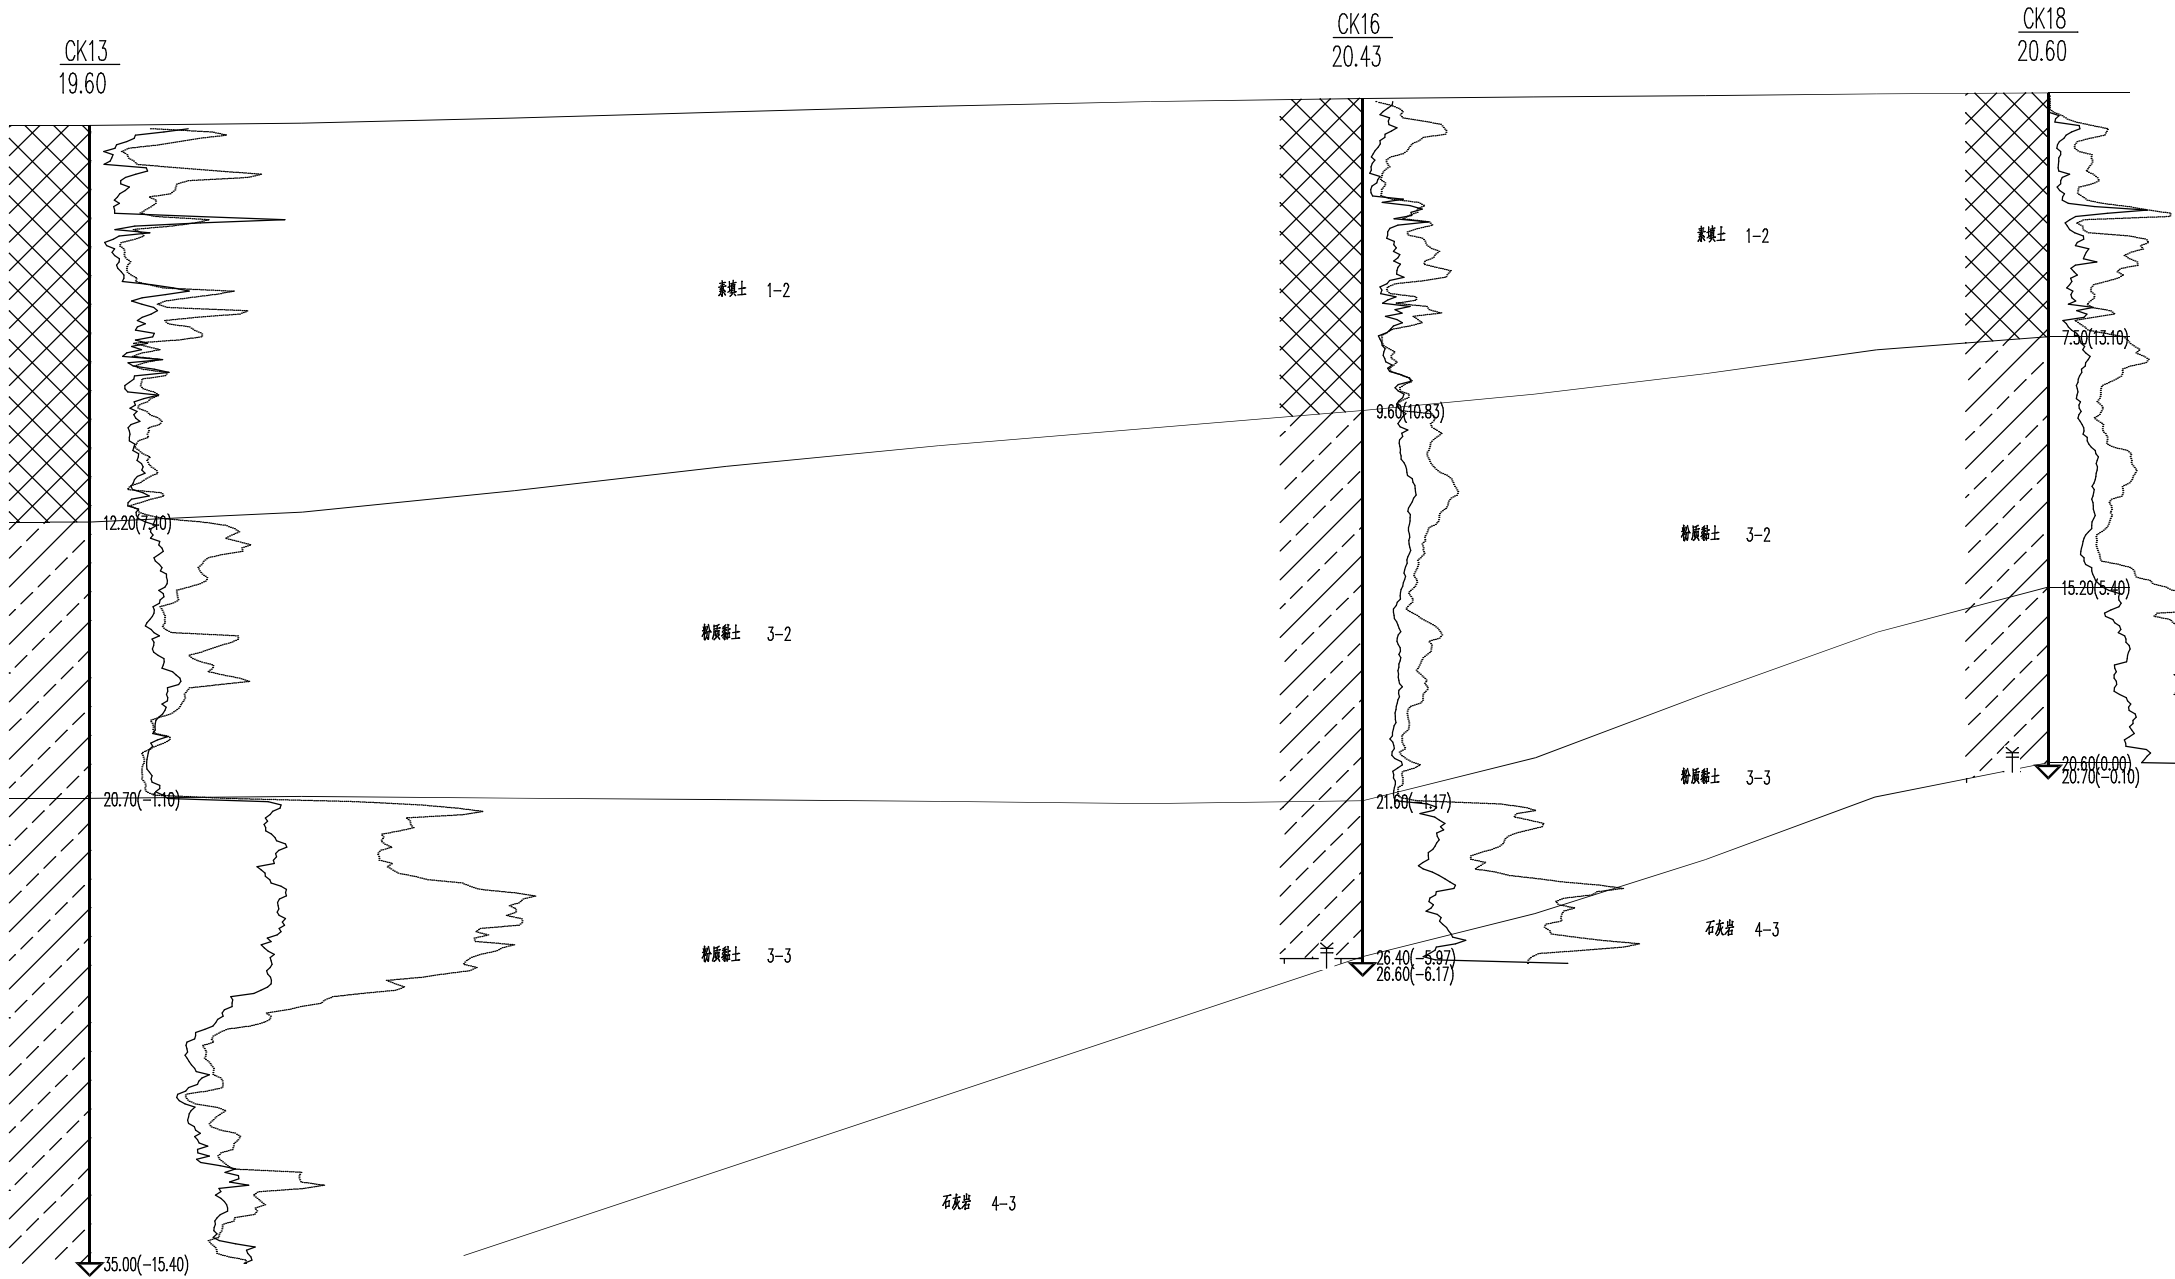 CK13
19.60
CK16
20.43
CK18
20.60
素填土 1-2
素填土 1-2
7.50(13.10)
9.60(10.83)
12.20(7.40)
粉质黏土 3-2
粉质黏土 3-2
15.20(5.40)
粉质黏土 3-3
20.60(0.00)
20.70(-0.10)
20.70(-1.10)
21.60(-1.17)
粉质黏土 3-3
石灰岩 4-3
26.40(-5.97)
26.60(-6.17)
石灰岩 4-3
35.00(-15.40)